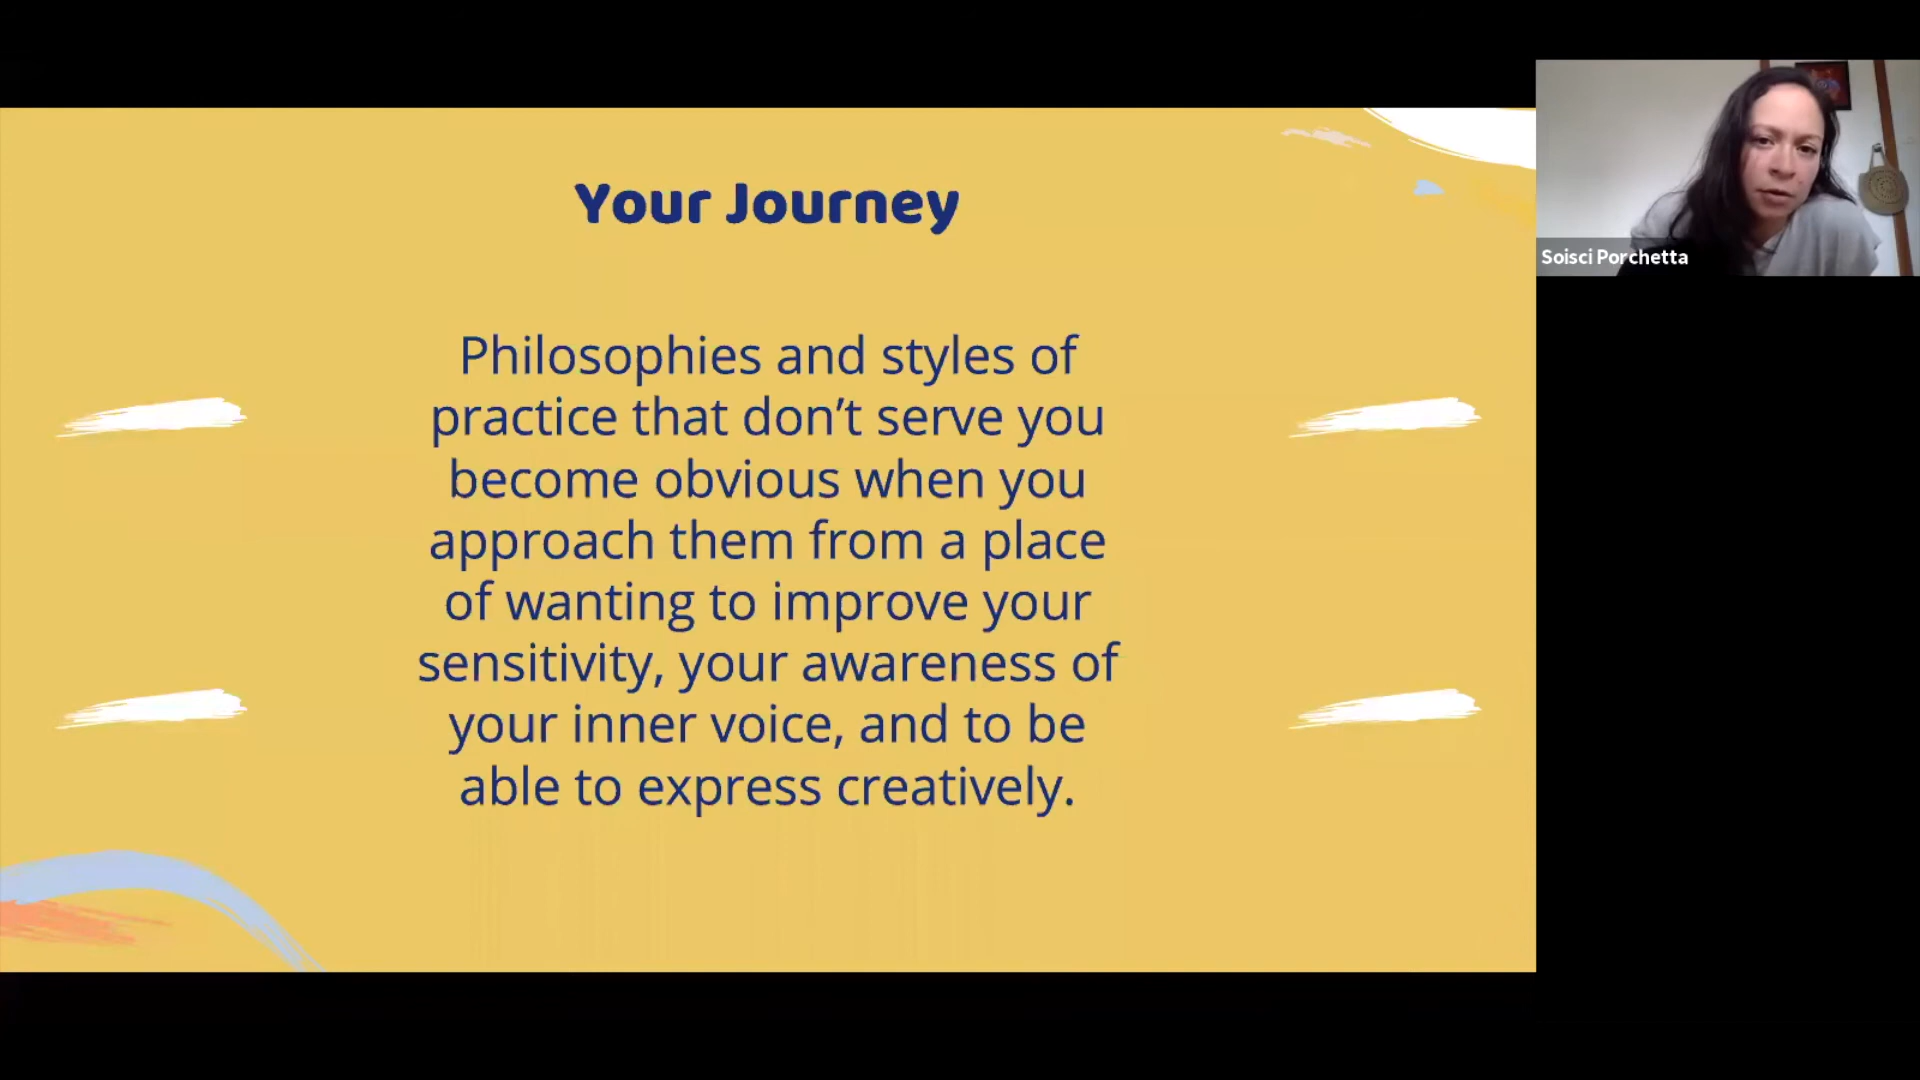 Your Journey
Philosophies and styles of
practice that don’t serve you
become obvious when you
approach them from a place
of wanting to improve your
sensitivity, your awareness of
your inner voice, and to be
able to express creatively.
Soisci Porchetta